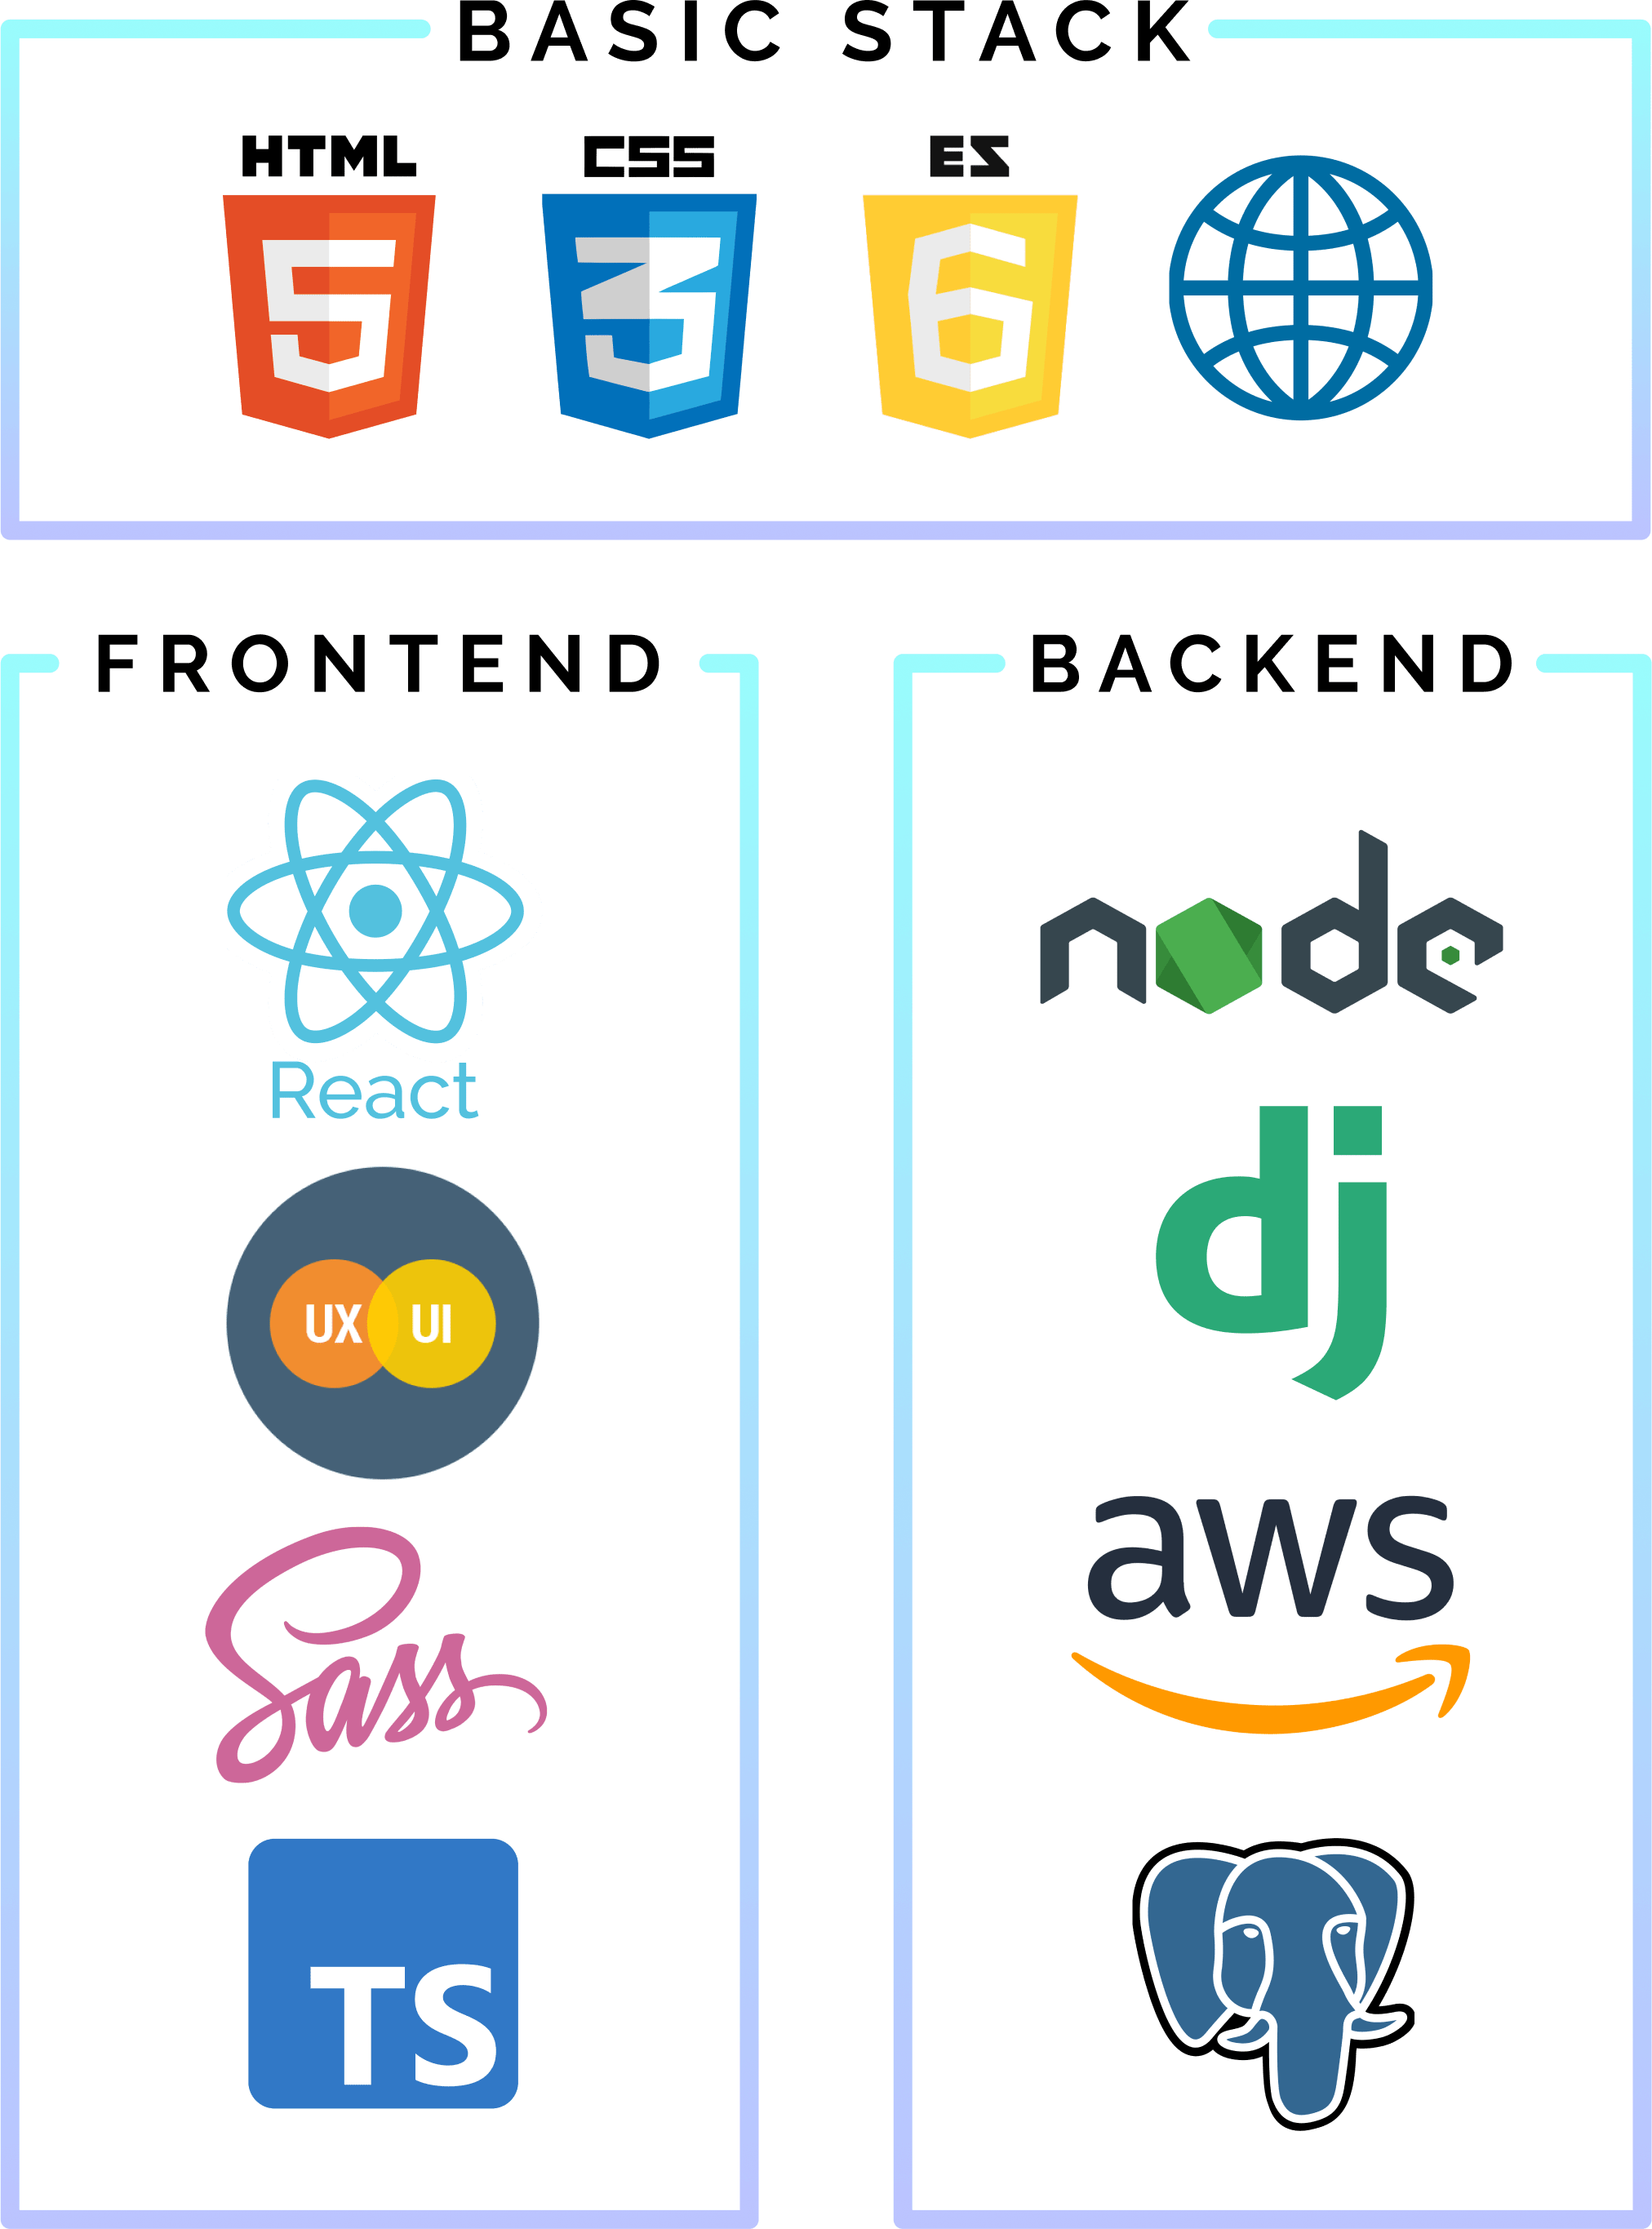 BASIC STACK
HTML CSS ES
5 3 6
FRONTEND
BACKEND
node
React
dj
UX UI
aws
Sass
TS